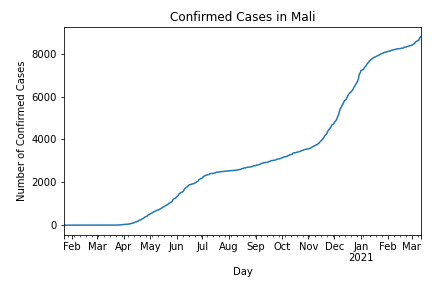 Confirmed Cases in Mali
Number of Confirmed Cases
8000
6000
4000
2000
0
Feb Mar Apr May Jun Jul Aug Sep Oct Nov Dec Jan Feb Mar
2021
Day